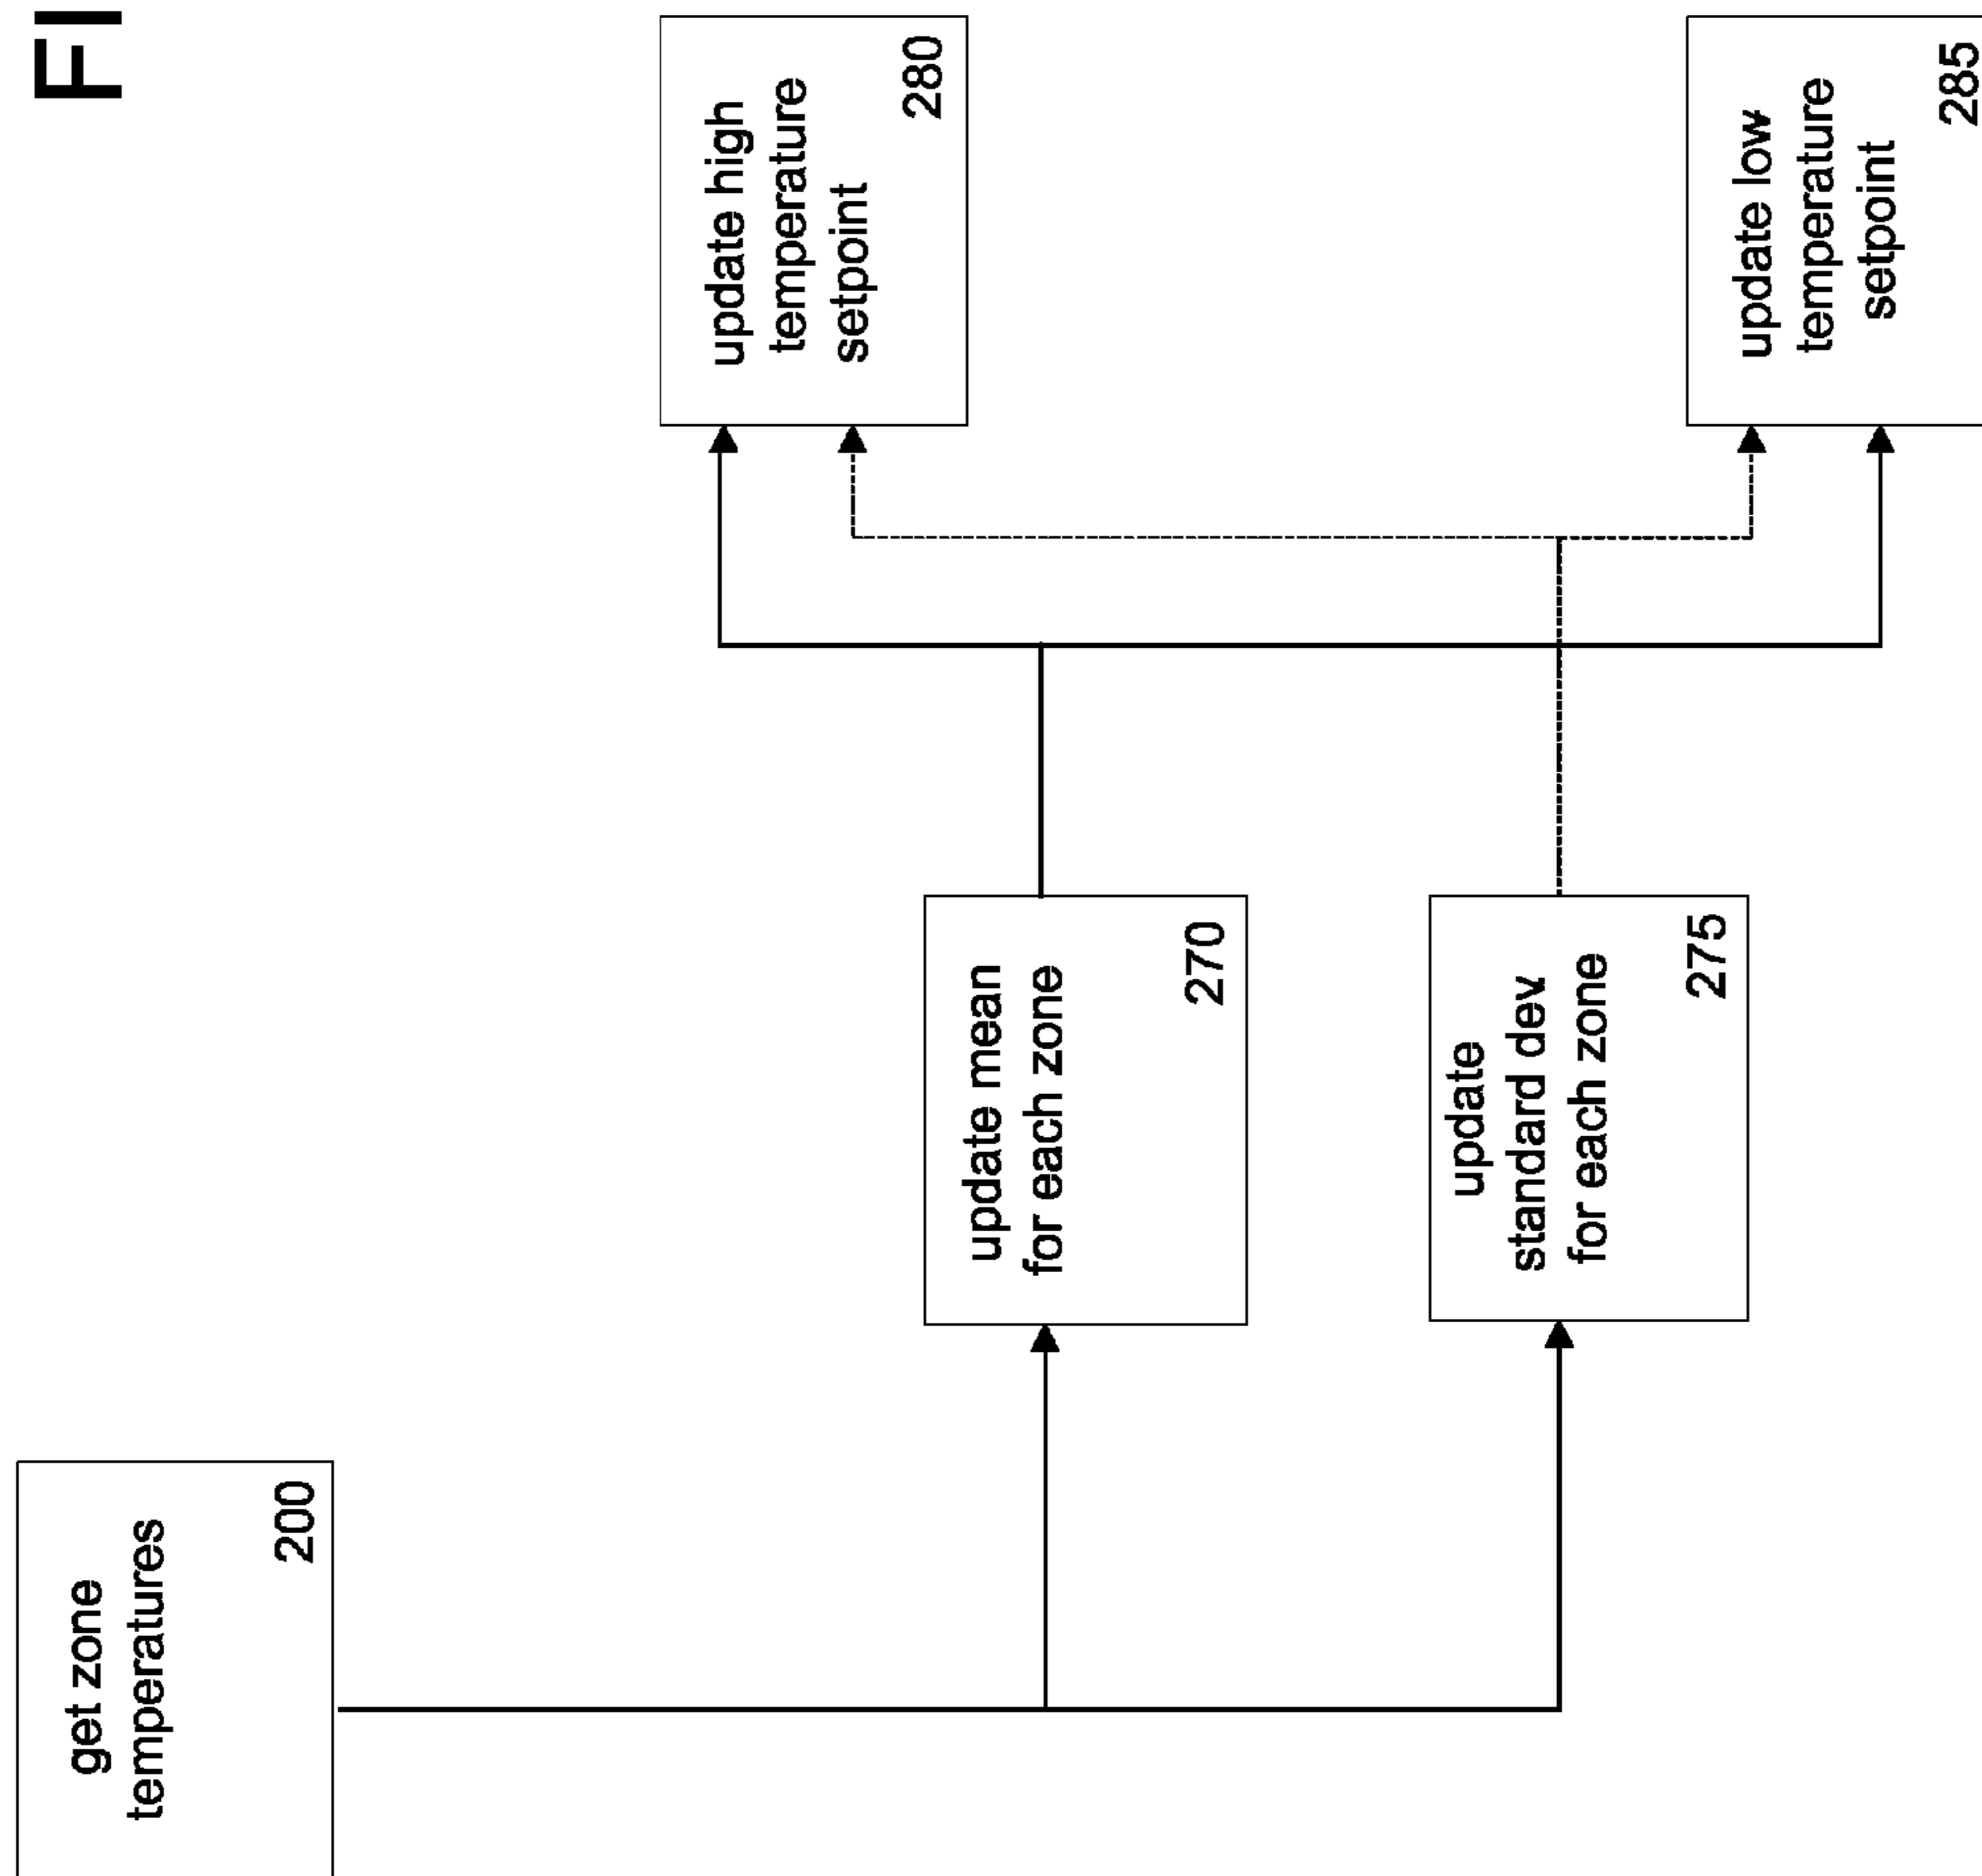 FI
get zone
temperatures
200
update mean
for each zone
270
update
standard dev
for each zone
275
update high
temperature
setpoint
280
update low
temperature
setpoint
285